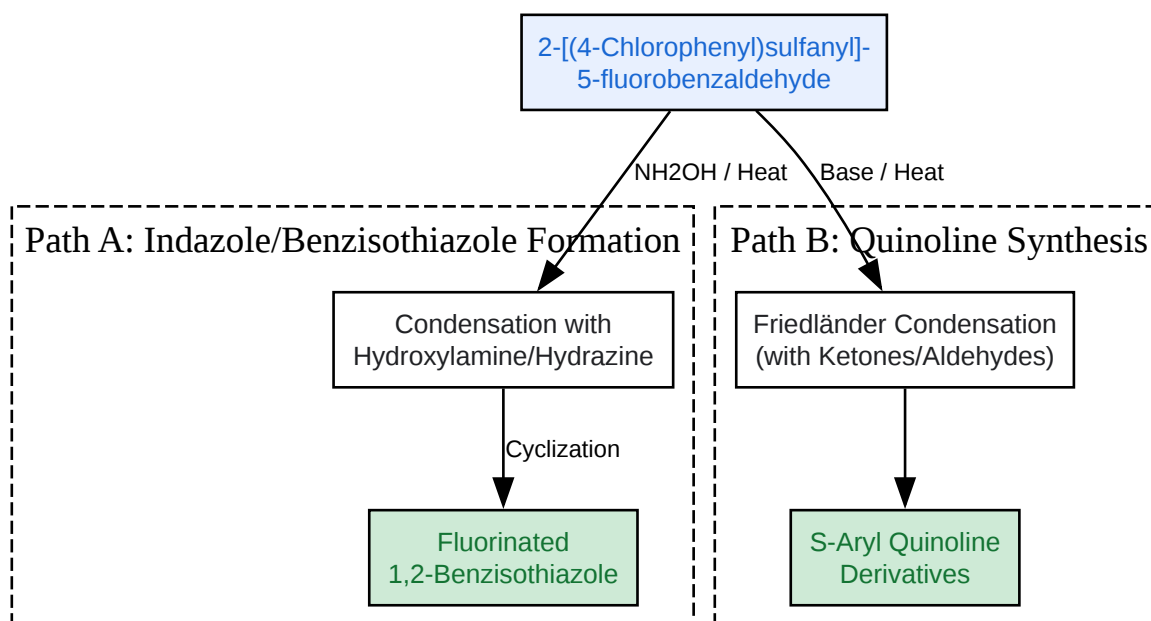 2-[(4-Chlorophenyl)sulfanyl]-
5-fluorobenzaldehyde
NH2OH / Heat
Base / Heat
Path A: Indazole/Benzisothiazole Formation
Path B: Quinoline Synthesis
Condensation with
Hydroxylamine/Hydrazine
Friedländer Condensation
(with Ketones/Aldehydes)
Cyclization
Fluorinated
1,2-Benzisothiazole
S-Aryl Quinoline
Derivatives